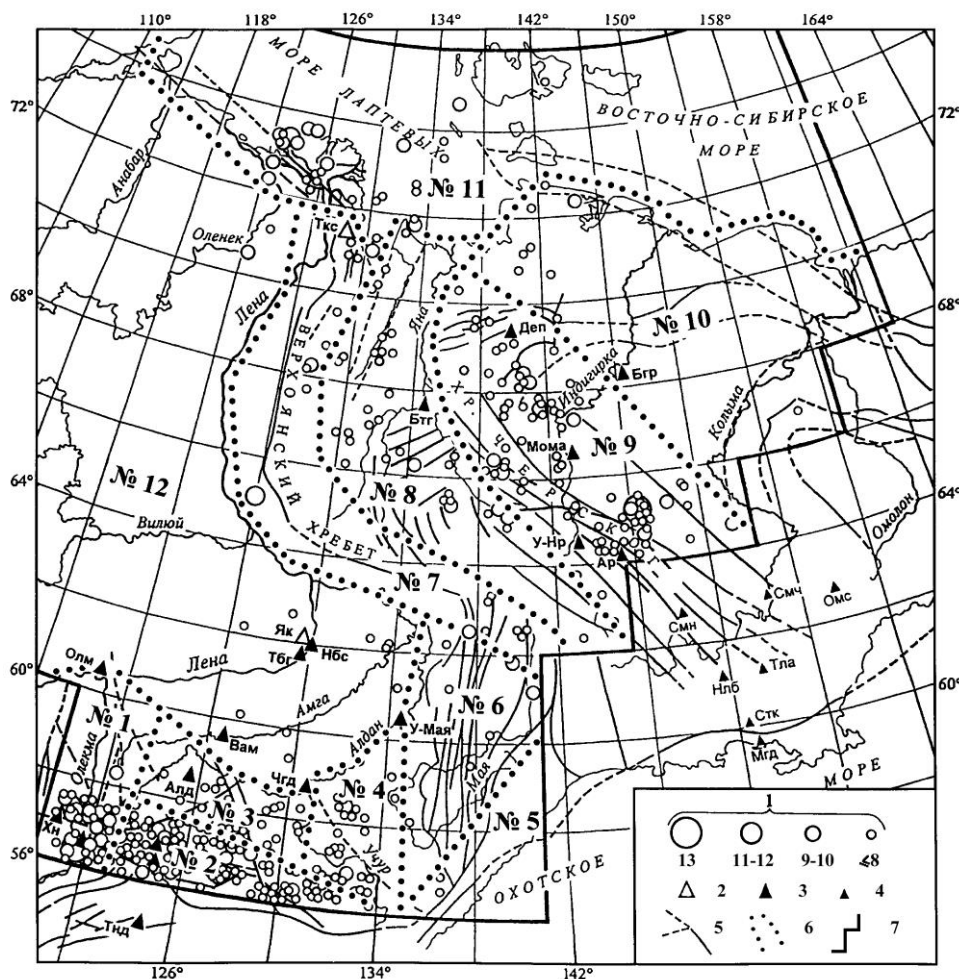 110°
118°
126°
134°
142°
150°
158°
164°
МОРЕ ЛАПТЕВЫХ
ВОСТОЧНО-СИБИРСКОЕ
МОРЕ
72°
72°
Анабар
№ 11
Оленек
Ткс
68°
Лена
Яна
Деп
№ 10
68°
ВЕРХОЯНСКИЙ
ХРЕБЕТ
Индигирка
Бгр
Бтг
ХР. ЧЕРСКОГО
Мома
№ 9
Колыма
64°
№ 12
№ 8
64°
Омолон
Вилюй
У-Нр
Ар
№ 7
Смч
Омс
Смн
Як
Нбс
Тбг
Тла
Нлб
60°
Олм
Лена
60°
Амга
Алдан
У-Мая
№ 6
Стк
Мгд
№ 1
Олекма
Вам
Мая
МОРЕ
Алд
Чгд
№ 4
№ 3
№ 5
Хн
№ 2
Учур
56°
ОХОТСКОЕ
Тнд
126°
134°
142°
1
13
11-12
9-10
≤8
2
3
4
5
6
7